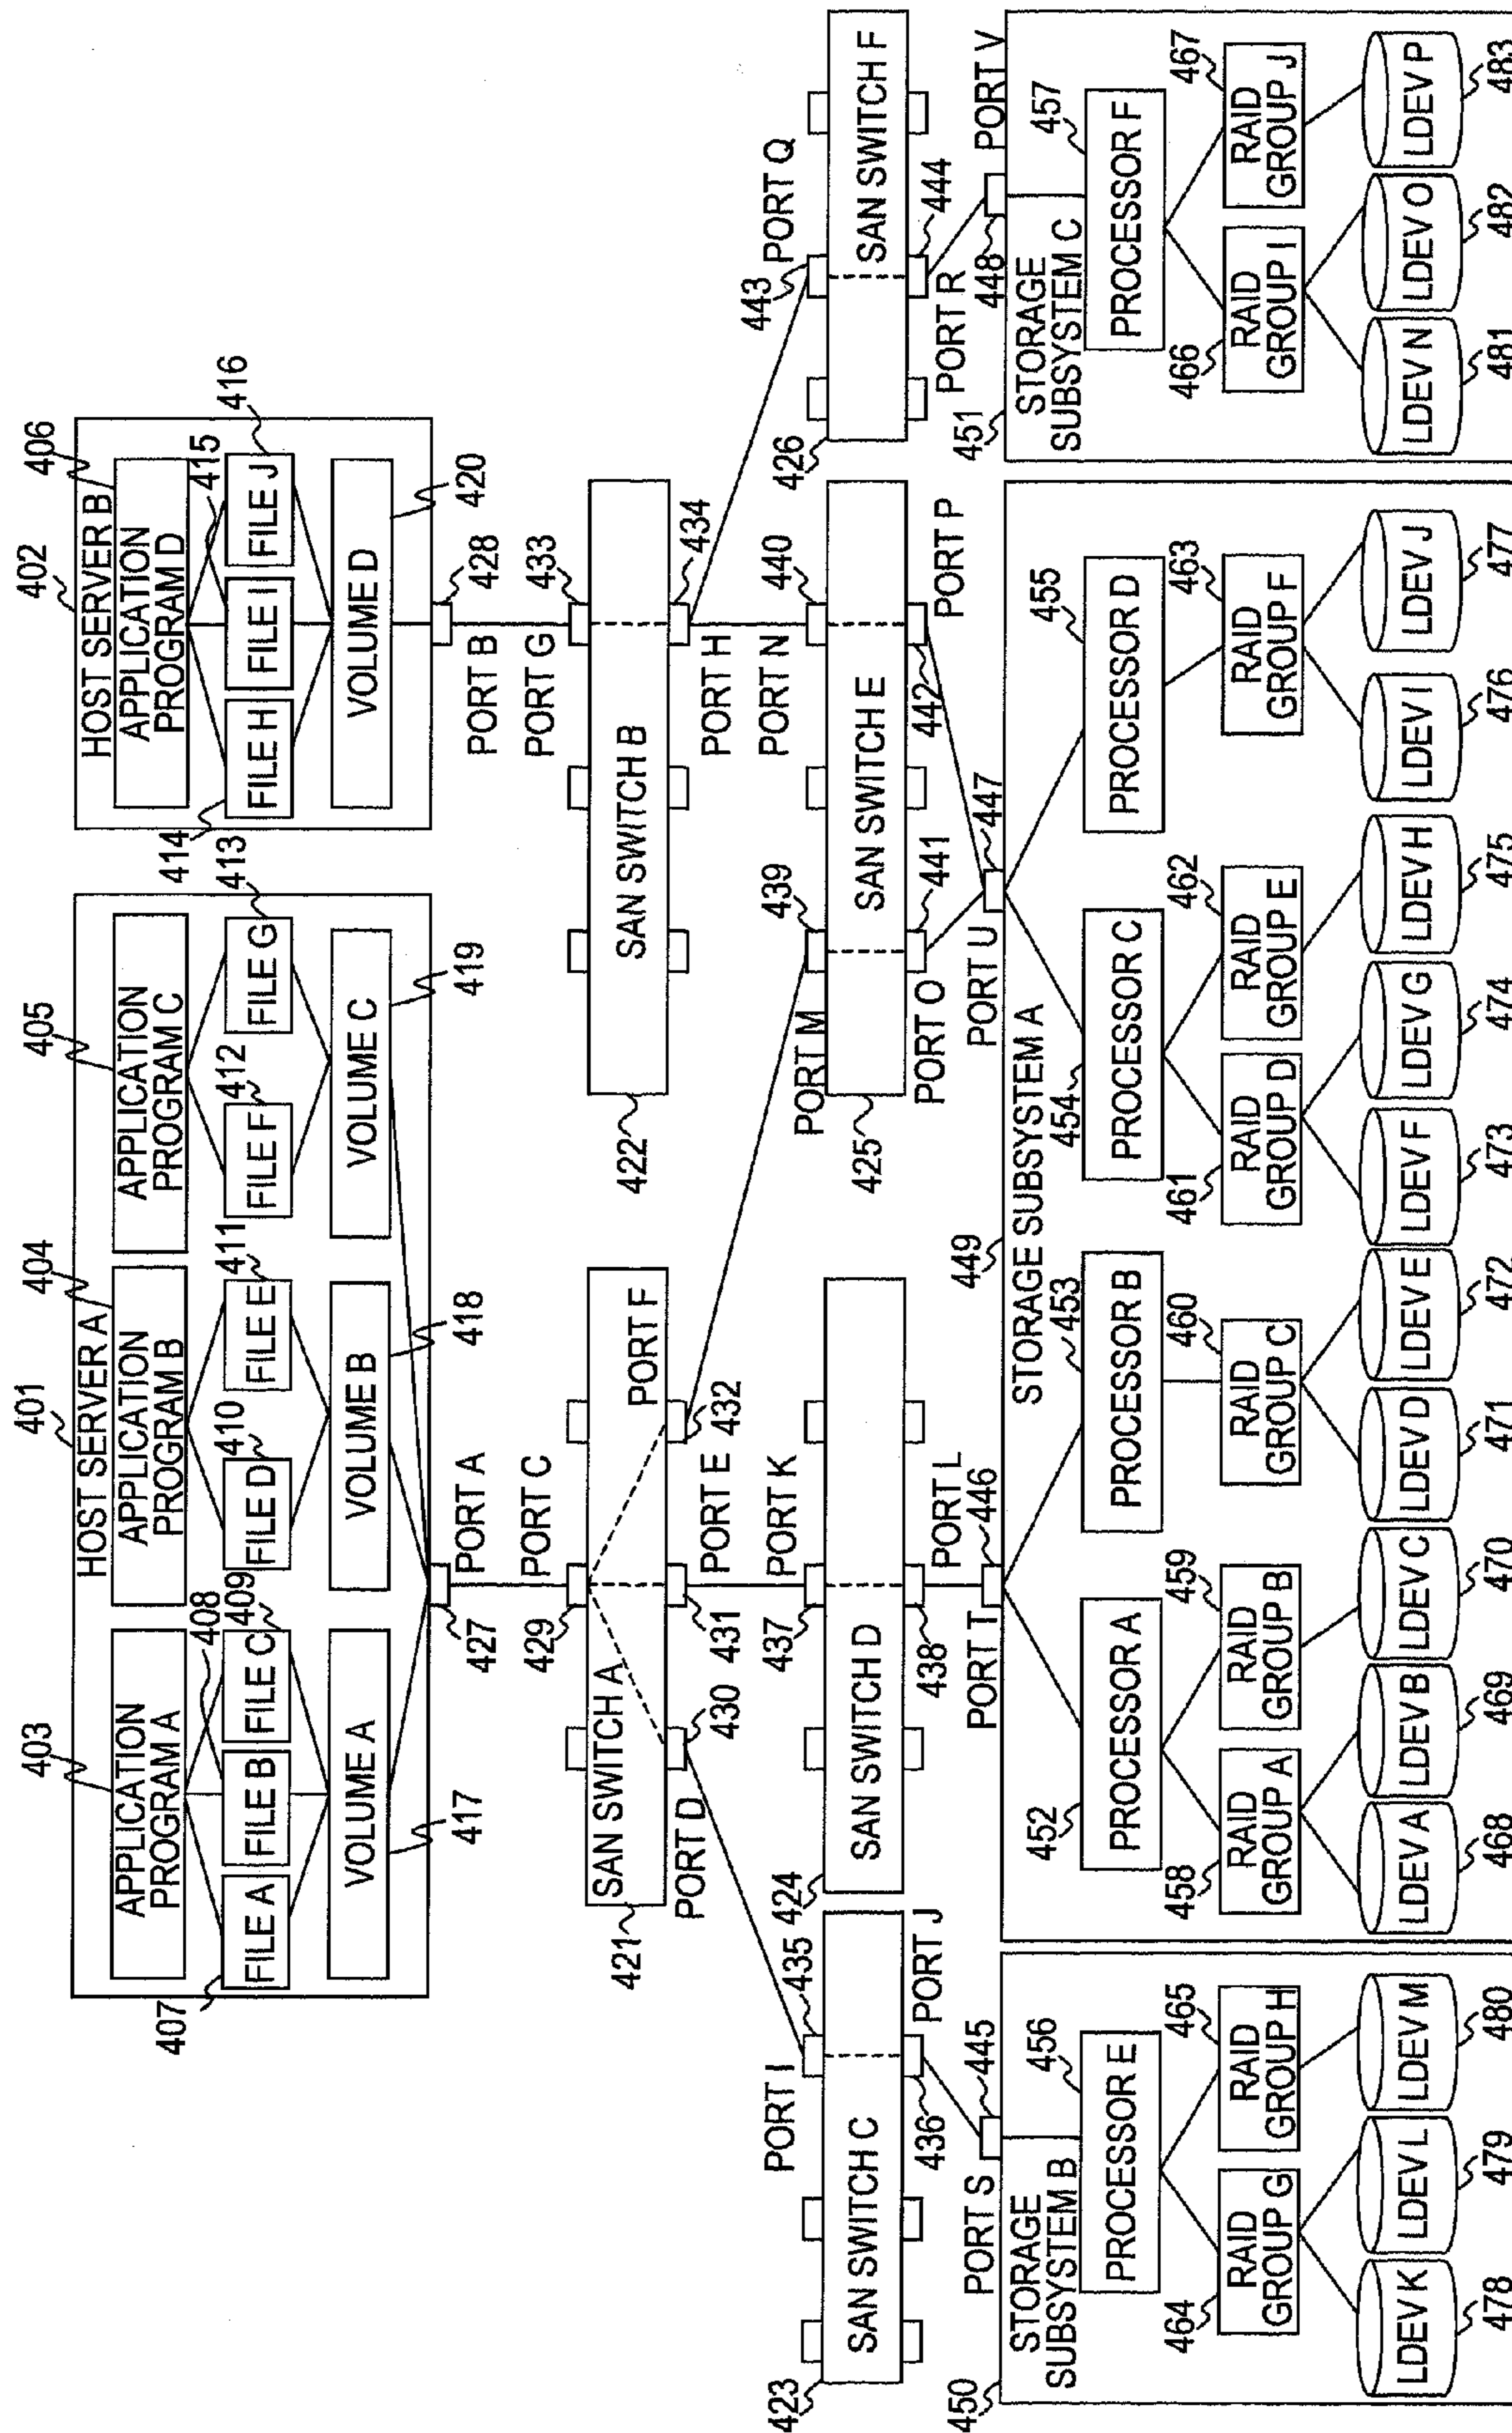 401
HOST SERVER A
403
APPLICATION
PROGRAM A
404
APPLICATION
PROGRAM B
405
APPLICATION
PROGRAM C
407
FILE A
408
FILE B
409
FILE C
410
FILE D
411
FILE E
412
FILE F
413
FILE G
417
VOLUME A
418
VOLUME B
419
VOLUME C
402
HOST SERVER B
406
APPLICATION
PROGRAM D
414
FILE H
415
FILE I
416
FILE J
420
VOLUME D
427
PORT A
428
PORT B
429
PORT C
433
PORT G
421
SAN SWITCH A
422
SAN SWITCH B
430
PORT D
431
PORT E
432
PORT F
434
PORT H
435
PORT I
437
PORT K
439
PORT M
440
PORT N
443
PORT Q
423
SAN SWITCH C
424
SAN SWITCH D
425
SAN SWITCH E
426
SAN SWITCH F
436
PORT J
438
PORT L
441
PORT O
442
PORT P
444
PORT R
445
PORT S
446
PORT T
447
PORT U
448
PORT V
450
STORAGE
SUBSYSTEM B
449
STORAGE SUBSYSTEM A
451
STORAGE
SUBSYSTEM C
456
PROCESSOR E
452
PROCESSOR A
453
PROCESSOR B
454
PROCESSOR C
455
PROCESSOR D
457
PROCESSOR F
464
RAID
GROUP G
465
RAID
GROUP H
458
RAID
GROUP A
459
RAID
GROUP B
460
RAID
GROUP C
461
RAID
GROUP D
462
RAID
GROUP E
463
RAID
GROUP F
466
RAID
GROUP I
467
RAID
GROUP J
LDEV K
478
LDEV L
479
LDEV M
480
LDEV A
468
LDEV B
469
LDEV C
470
LDEV D
471
LDEV E
472
LDEV F
473
LDEV G
474
LDEV H
475
LDEV I
476
LDEV J
477
LDEV N
481
LDEV O
482
LDEV P
483